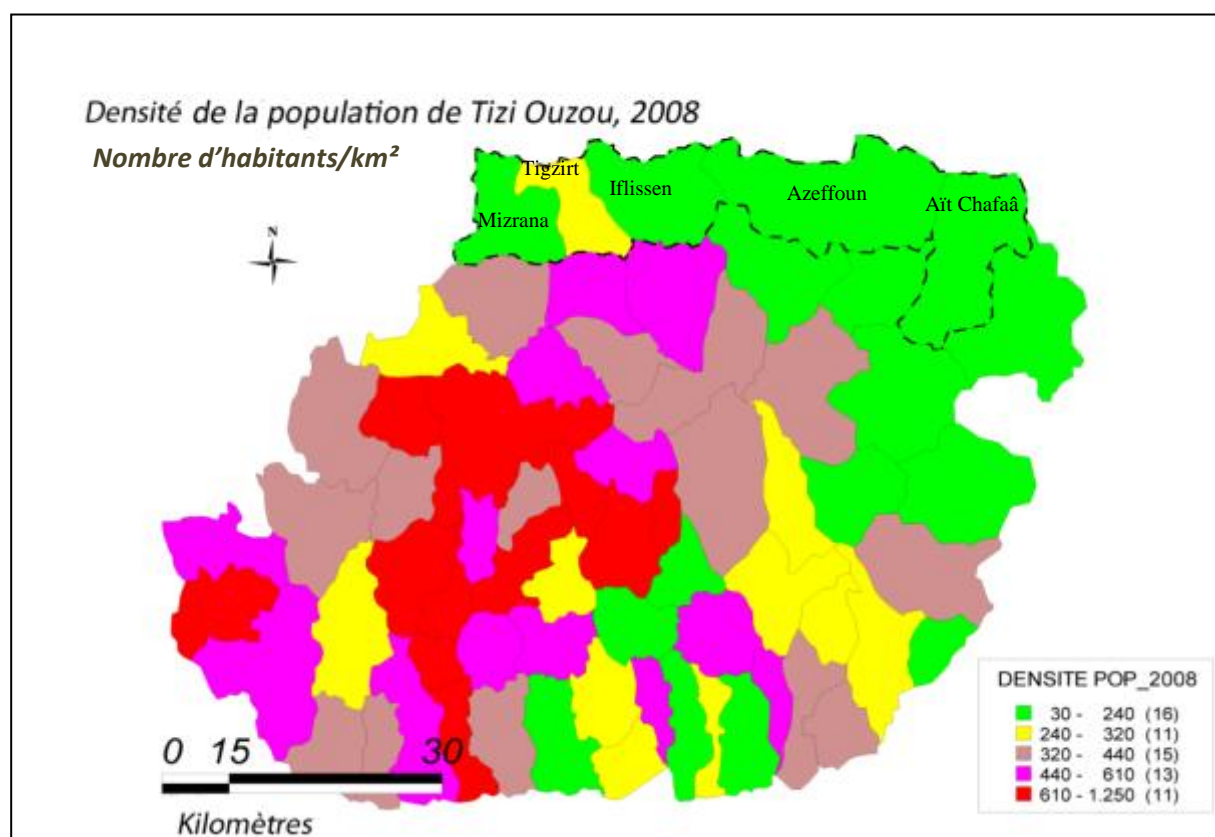 Densité de la population de Tizi Ouzou, 2008
Nombre d'habitants/km²
Tigzirt
Iflissen
Azeffoun
Aït Chafaâ
Mizrana
N
DENSITE POP_2008
30 - 240 (16)
240 - 320 (11)
320 - 440 (15)
440 - 610 (13)
610 - 1.250 (11)
0 15 30
Kilomètres